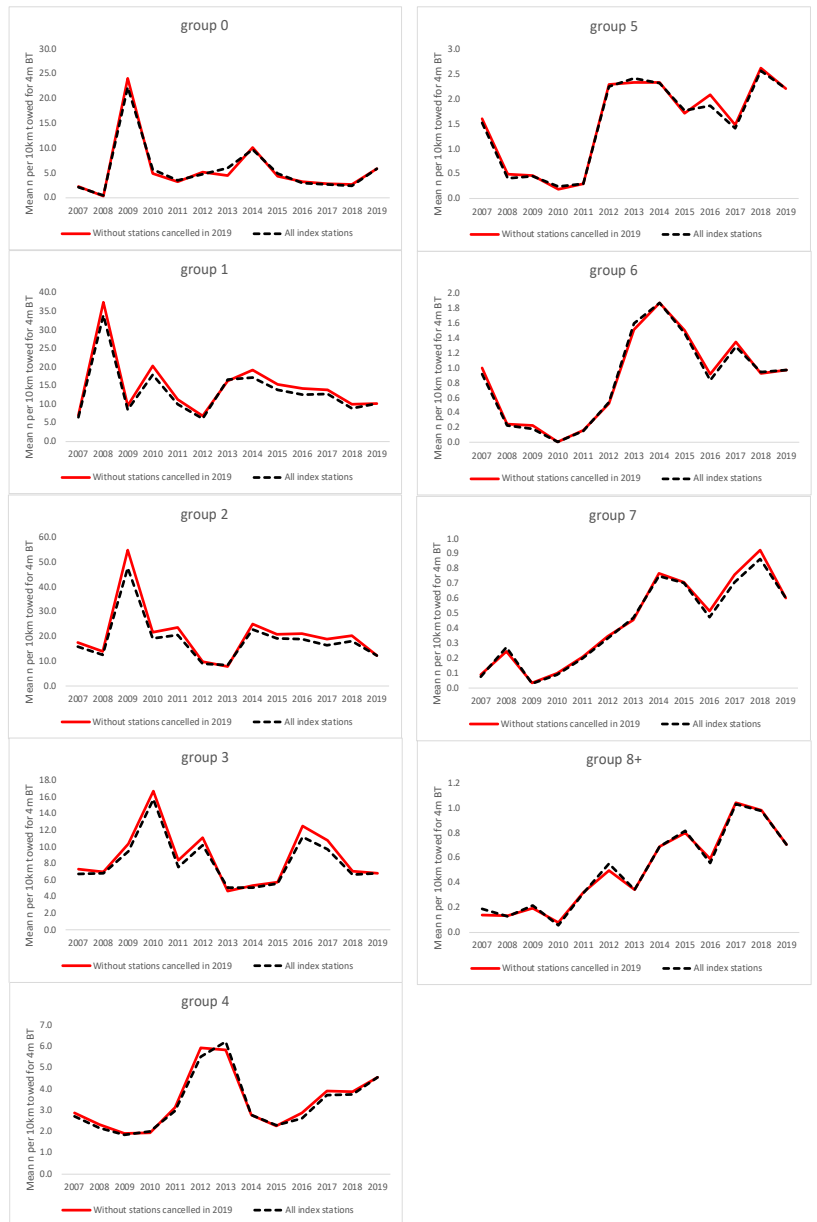 group 0
Mean n per 10km towed for 4m BT
30.0
25.0
20.0
15.0
10.0
5.0
0.0
2007 2008 2009 2010 2011 2012 2013 2014 2015 2016 2017 2018 2019
Without stations cancelled in 2019 All index stations
group 1
Mean n per 10km towed for 4m BT
40.0
35.0
30.0
25.0
20.0
15.0
10.0
5.0
0.0
2007 2008 2009 2010 2011 2012 2013 2014 2015 2016 2017 2018 2019
Without stations cancelled in 2019 All index stations
group 2
Mean n per 10km towed for 4m BT
60.0
50.0
40.0
30.0
20.0
10.0
0.0
2007 2008 2009 2010 2011 2012 2013 2014 2015 2016 2017 2018 2019
Without stations cancelled in 2019 All index stations
group 3
Mean n per 10km towed for 4m BT
18.0
16.0
14.0
12.0
10.0
8.0
6.0
4.0
2.0
0.0
2007 2008 2009 2010 2011 2012 2013 2014 2015 2016 2017 2018 2019
Without stations cancelled in 2019 All index stations
group 4
Mean n per 10km towed for 4m BT
7.0
6.0
5.0
4.0
3.0
2.0
1.0
0.0
2007 2008 2009 2010 2011 2012 2013 2014 2015 2016 2017 2018 2019
Without stations cancelled in 2019 All index stations
group 5
Mean n per 10km towed for 4m BT
3.0
2.5
2.0
1.5
1.0
0.5
0.0
2007 2008 2009 2010 2011 2012 2013 2014 2015 2016 2017 2018 2019
Without stations cancelled in 2019 All index stations
group 6
Mean n per 10km towed for 4m BT
2.0
1.8
1.6
1.4
1.2
1.0
0.8
0.6
0.4
0.2
0.0
2007 2008 2009 2010 2011 2012 2013 2014 2015 2016 2017 2018 2019
Without stations cancelled in 2019 All index stations
group 7
Mean n per 10km towed for 4m BT
1.0
0.9
0.8
0.7
0.6
0.5
0.4
0.3
0.2
0.1
0.0
2007 2008 2009 2010 2011 2012 2013 2014 2015 2016 2017 2018 2019
Without stations cancelled in 2019 All index stations
group 8+
Mean n per 10km towed for 4m BT
1.2
1.0
0.8
0.6
0.4
0.2
0.0
2007 2008 2009 2010 2011 2012 2013 2014 2015 2016 2017 2018 2019
Without stations cancelled in 2019 All index stations